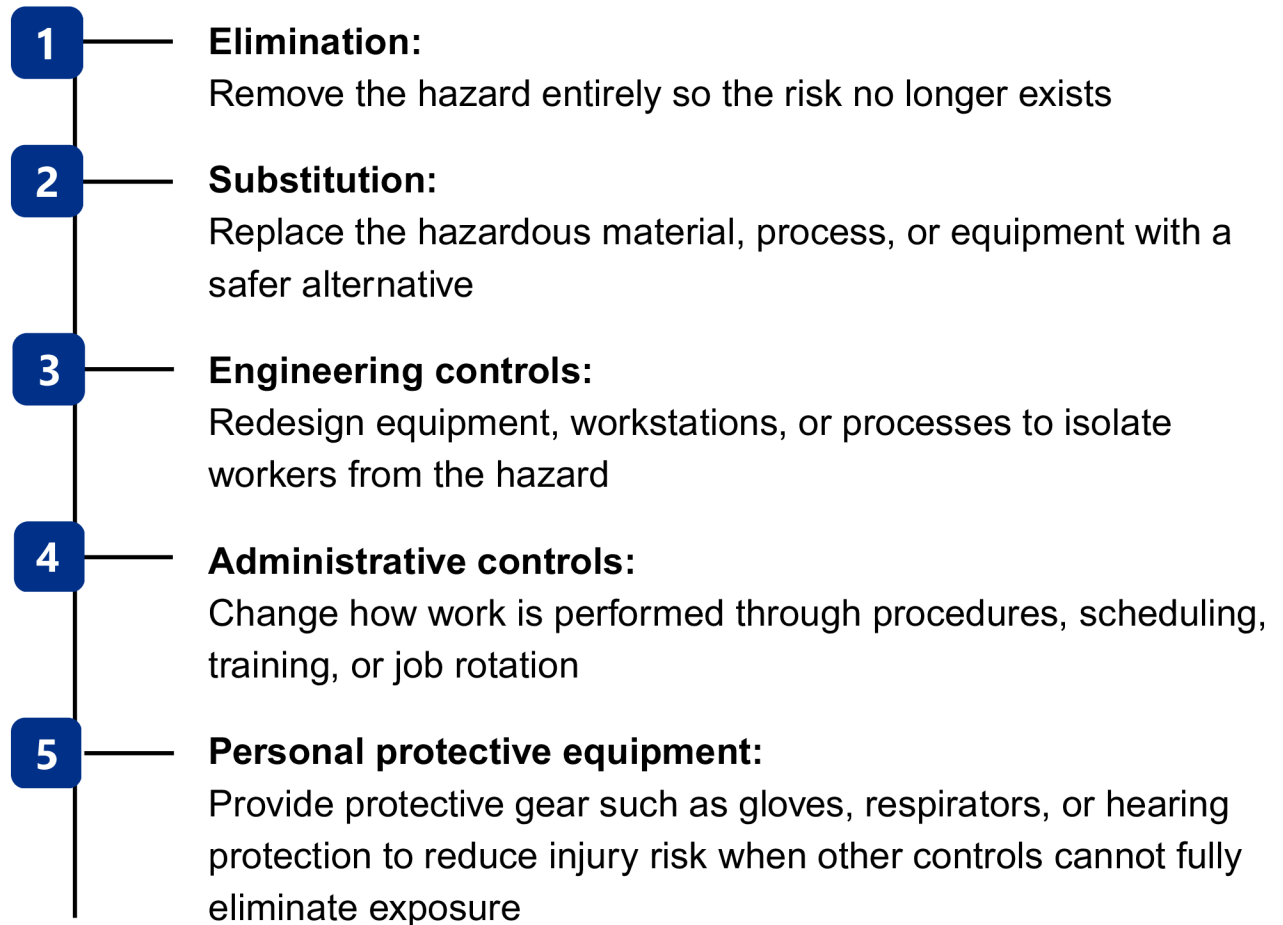 1
Elimination:
Remove the hazard entirely so the risk no longer exists
2
Substitution:
Replace the hazardous material, process, or equipment with a
safer alternative
3
Engineering controls:
Redesign equipment, workstations, or processes to isolate
workers from the hazard
4
Administrative controls:
Change how work is performed through procedures, scheduling,
training, or job rotation
5
Personal protective equipment:
Provide protective gear such as gloves, respirators, or hearing
protection to reduce injury risk when other controls cannot fully
eliminate exposure